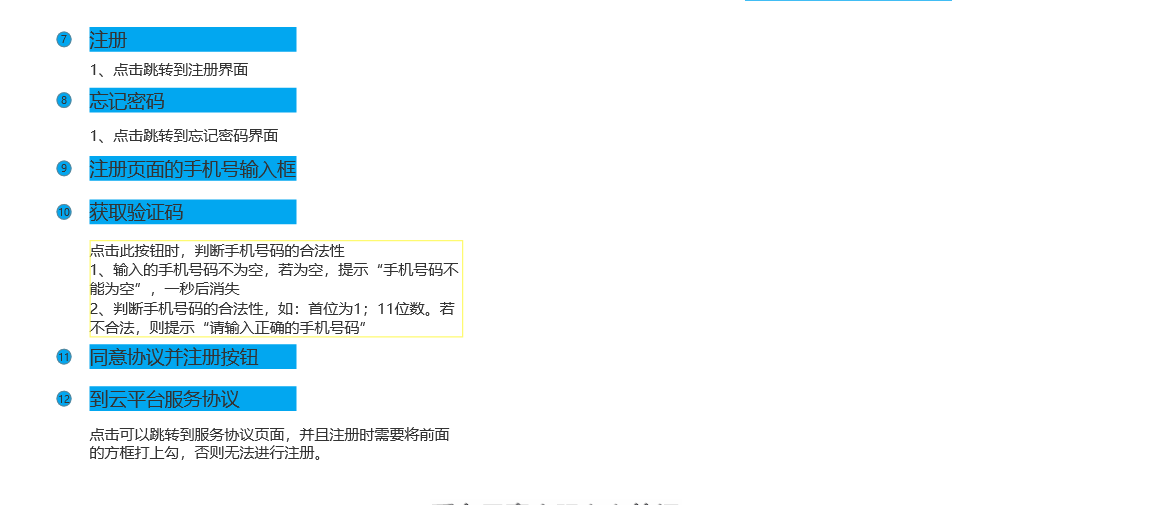 7 注册
1、点击跳转到注册界面
8 忘记密码
1、点击跳转到忘记密码界面
9 注册页面的手机号输入框
10 获取验证码
点击此按钮时，判断手机号码的合法性
1、输入的手机号码不为空，若为空，提示“手机号码不
能为空”，一秒后消失
2、判断手机号码的合法性，如：首位为1；11位数。若
不合法，则提示“请输入正确的手机号码”
11 同意协议并注册按钮
12 到云平台服务协议
点击可以跳转到服务协议页面，并且注册时需要将前面
的方框打上勾，否则无法进行注册。